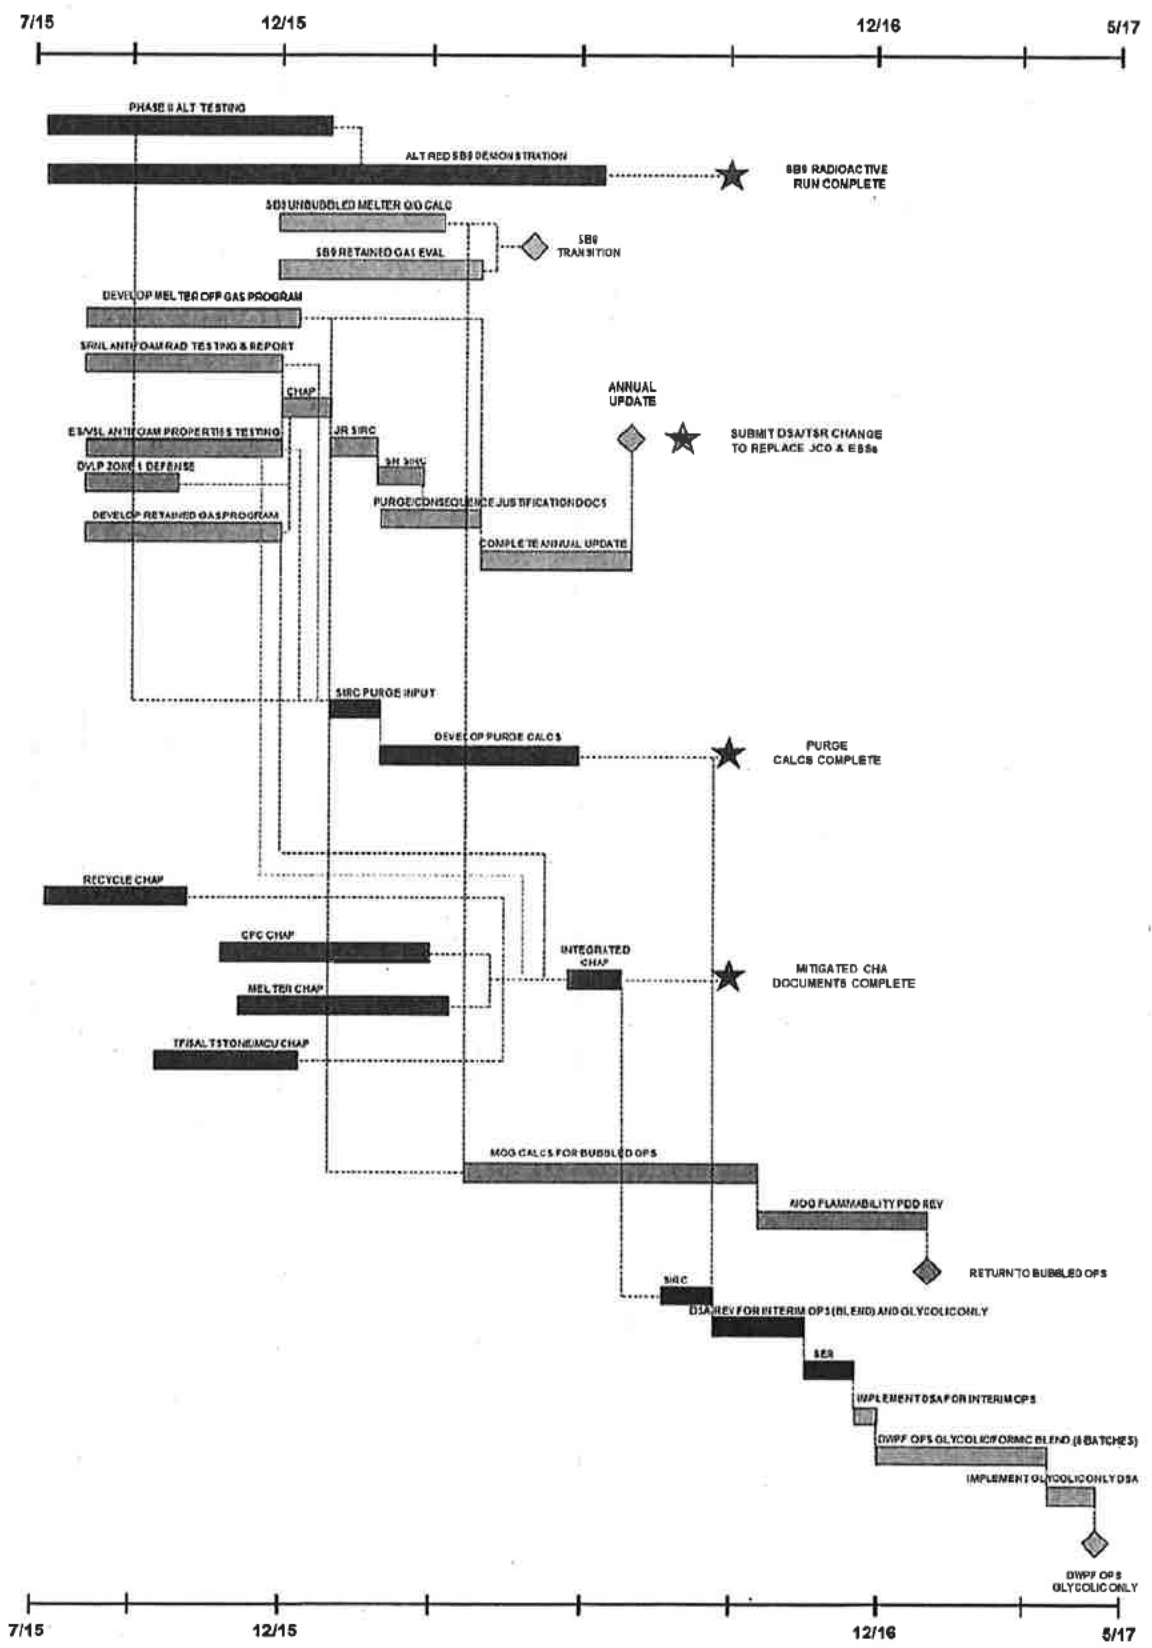 7/15 12/15 12/16 5/17
PHASE II ALT TESTING
ALT RED SB9 DEMONSTRATION
SB9 RADIOACTIVE
RUN COMPLETE
SB9 UNBUBBLED MELTER O/G CALC
SB9
TRANSITION
SB9 RETAINED GAS EVAL
DEVELOP MELTER OFF GAS PROGRAM
SRNL ANTIFOAM RAD TESTING & REPORT
CHAP
ANNUAL
UPDATE
ES/VSL ANTIFOAM PROPERTIES TESTING
JR SIRC
SUBMIT DSA/TSR CHANGE
TO REPLACE JCO & ESSs
DVLP ZONE 1 DEFENSE
SR SIRC
PURGE/CONSEQUENCE JUSTIFICATION DOCS
DEVELOP RETAINED GAS PROGRAM
COMPLETE ANNUAL UPDATE
SIRC PURGE INPUT
DEVELOP PURGE CALCS
PURGE
CALCS COMPLETE
RECYCLE CHAP
CPC CHAP
INTEGRATED
CHAP
MITIGATED CHA
DOCUMENTS COMPLETE
MELTER CHAP
TF/SALTSTONE/MCU CHAP
MOG CALCS FOR BUBBLED OPS
MOG FLAMMABILITY PDD REV
RETURN TO BUBBLED OPS
SIRC
DSA REV FOR INTERIM OPS (BLEND) AND GLYCOLIC ONLY
SER
IMPLEMENT DSA FOR INTERIM OPS
DWPF OPS GLYCOLIC/FORMIC BLEND (6 BATCHES)
IMPLEMENT GLYCOLIC ONLY DSA
DWPF OPS
GLYCOLIC ONLY
7/15 12/15 12/16 5/17